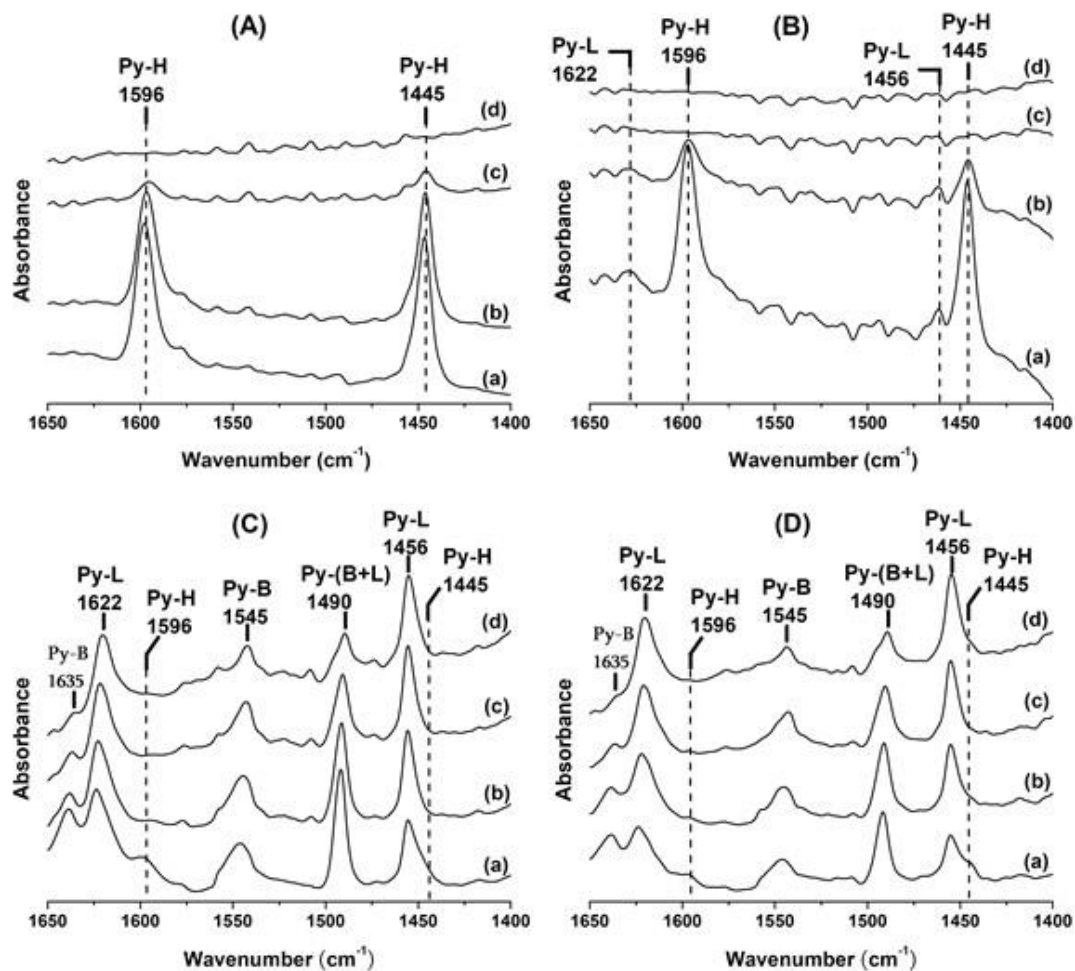 (A)
Py-H
1596
Py-H
1445
(d)
(c)
(b)
(a)
Absorbance
1650 1600 1550 1500 1450 1400
Wavenumber (cm-1)
(B)
Py-L
1622
Py-H
1596
Py-L
1456
Py-H
1445
(d)
(c)
(b)
(a)
Absorbance
1650 1600 1550 1500 1450 1400
Wavenumber (cm-1)
(C)
Py-B
1635
Py-L
1622
Py-H
1596
Py-B
1545
Py-(B+L)
1490
Py-L
1456
Py-H
1445
(d)
(c)
(b)
(a)
Absorbance
1650 1600 1550 1500 1450 1400
Wavenumber (cm-1)
(D)
Py-B
1635
Py-L
1622
Py-H
1596
Py-B
1545
Py-(B+L)
1490
Py-L
1456
Py-H
1445
(d)
(c)
(b)
(a)
Absorbance
1650 1600 1550 1500 1450 1400
Wavenumber (cm-1)